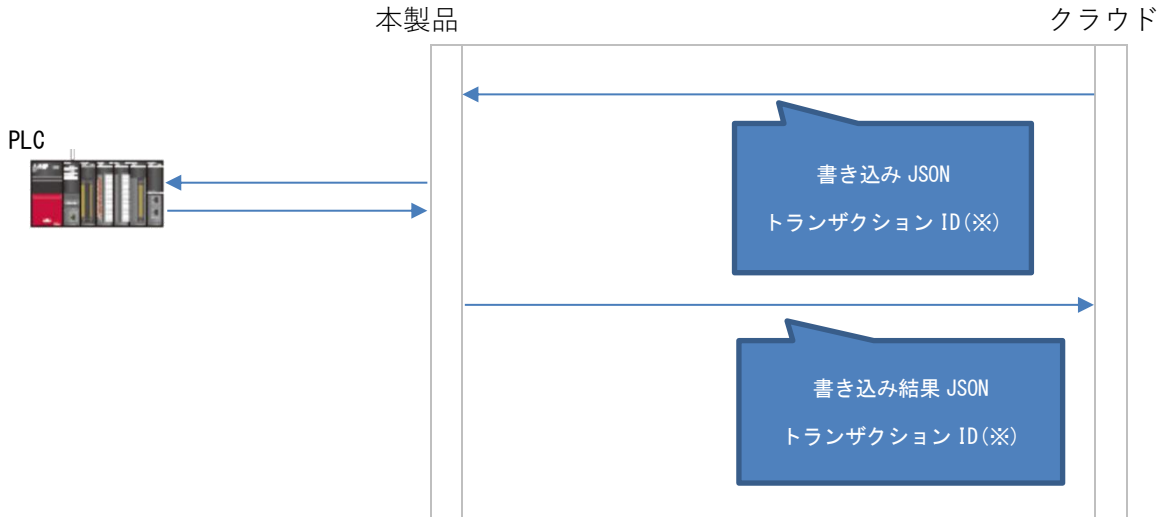 本製品
クラウド
PLC
書き込み JSON
トランザクション ID(※)
書き込み結果 JSON
トランザクション ID(※)